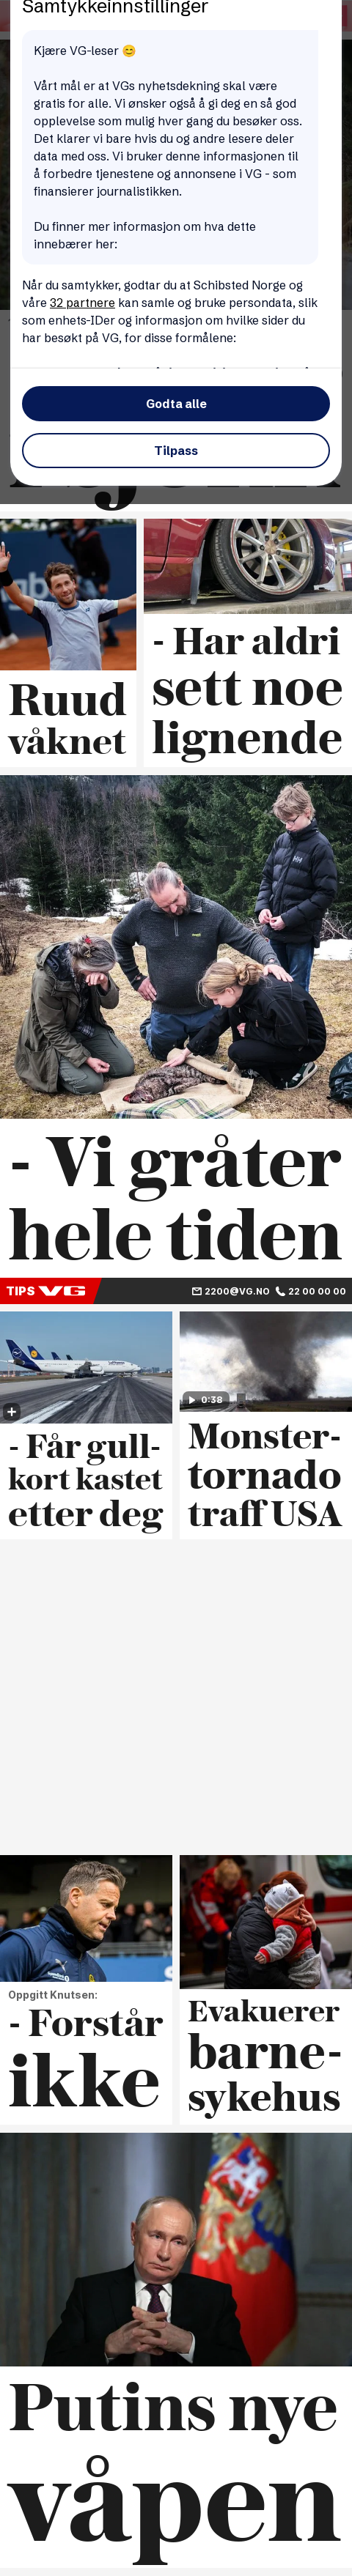 Samtykkeinnstillinger
Kjære VG-leser 😊
Vårt mål er at VGs nyhetsdekning skal være
gratis for alle. Vi ønsker også å gi deg en så god
opplevelse som mulig hver gang du besøker oss.
Det klarer vi bare hvis du og andre lesere deler
data med oss. Vi bruker denne informasjonen til
å forbedre tjenestene og annonsene i VG - som
finansierer journalistikken.
Du finner mer informasjon om hva dette
innebærer her:
Når du samtykker, godtar du at Schibsted Norge og
våre 32 partnere kan samle og bruke persondata, slik
som enhets-IDer og informasjon om hvilke sider du
har besøkt på VG, for disse formålene:
Godta alle
Tilpass
Ruud
våknet
- Har aldri
sett noe
lignende
- Vi gråter
hele tiden
TIPS VG 2200@VG.NO 22 00 00 00
- Får gull-
kort kastet
etter deg
0:38
Monster-
tornado
traff USA
Oppgitt Knutsen:
- Forstår
ikke
Evakuerer
barne-
sykehus
Putins nye
våpen